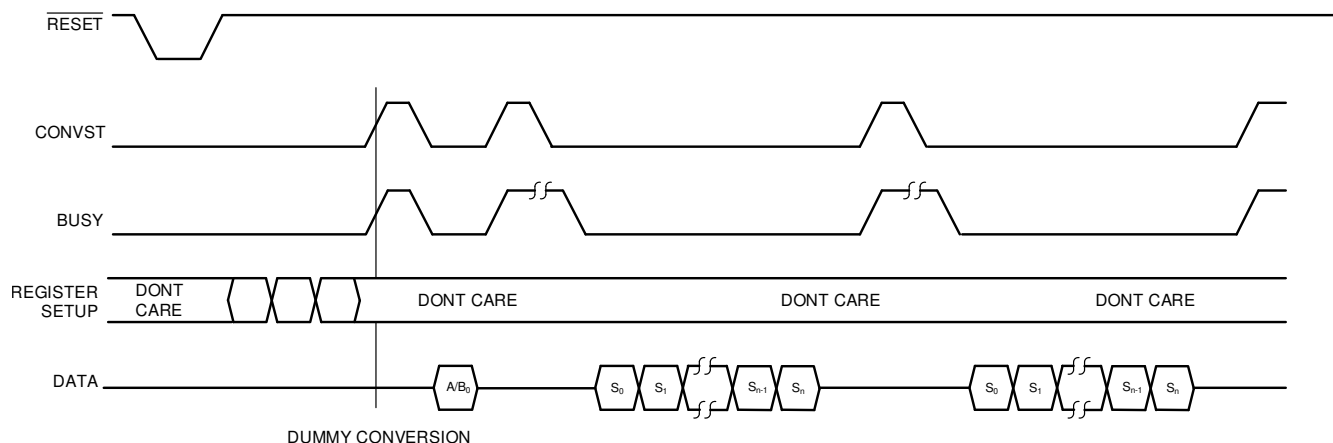 RESET
CONVST
BUSY
REGISTER
SETUP
DONT
CARE
DONT CARE
DONT CARE
DONT CARE
DATA
A/B0
S0
S1
Sn-1
Sn
S0
S1
Sn-1
Sn
DUMMY CONVERSION